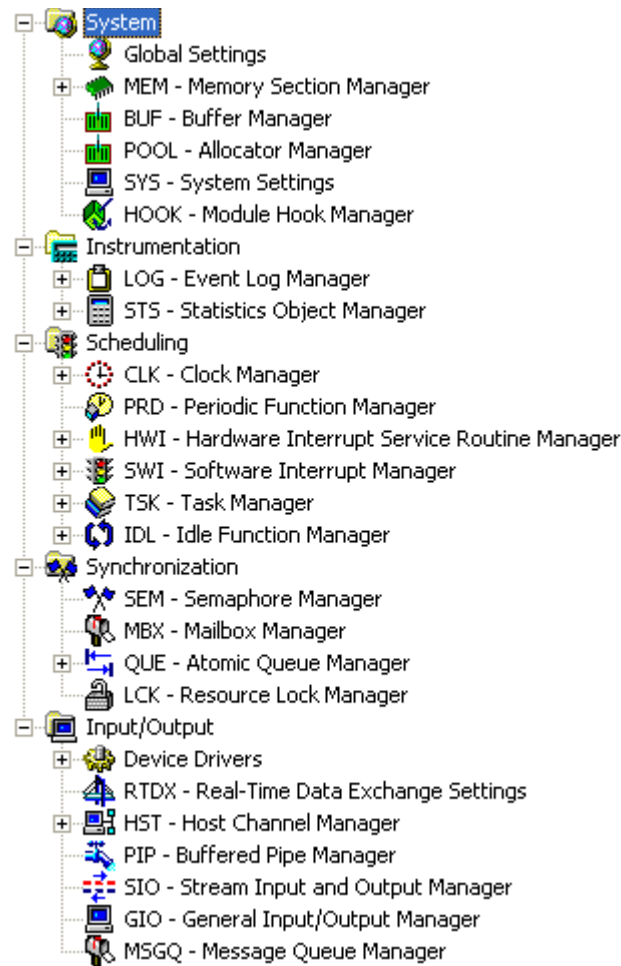 System
Global Settings
MEM - Memory Section Manager
BUF - Buffer Manager
POOL - Allocator Manager
SYS - System Settings
HOOK - Module Hook Manager
Instrumentation
LOG - Event Log Manager
STS - Statistics Object Manager
Scheduling
CLK - Clock Manager
PRD - Periodic Function Manager
HWI - Hardware Interrupt Service Routine Manager
SWI - Software Interrupt Manager
TSK - Task Manager
IDL - Idle Function Manager
Synchronization
SEM - Semaphore Manager
MBX - Mailbox Manager
QUE - Atomic Queue Manager
LCK - Resource Lock Manager
Input/Output
Device Drivers
RTDX - Real-Time Data Exchange Settings
HST - Host Channel Manager
PIP - Buffered Pipe Manager
SIO - Stream Input and Output Manager
GIO - General Input/Output Manager
MSGQ - Message Queue Manager